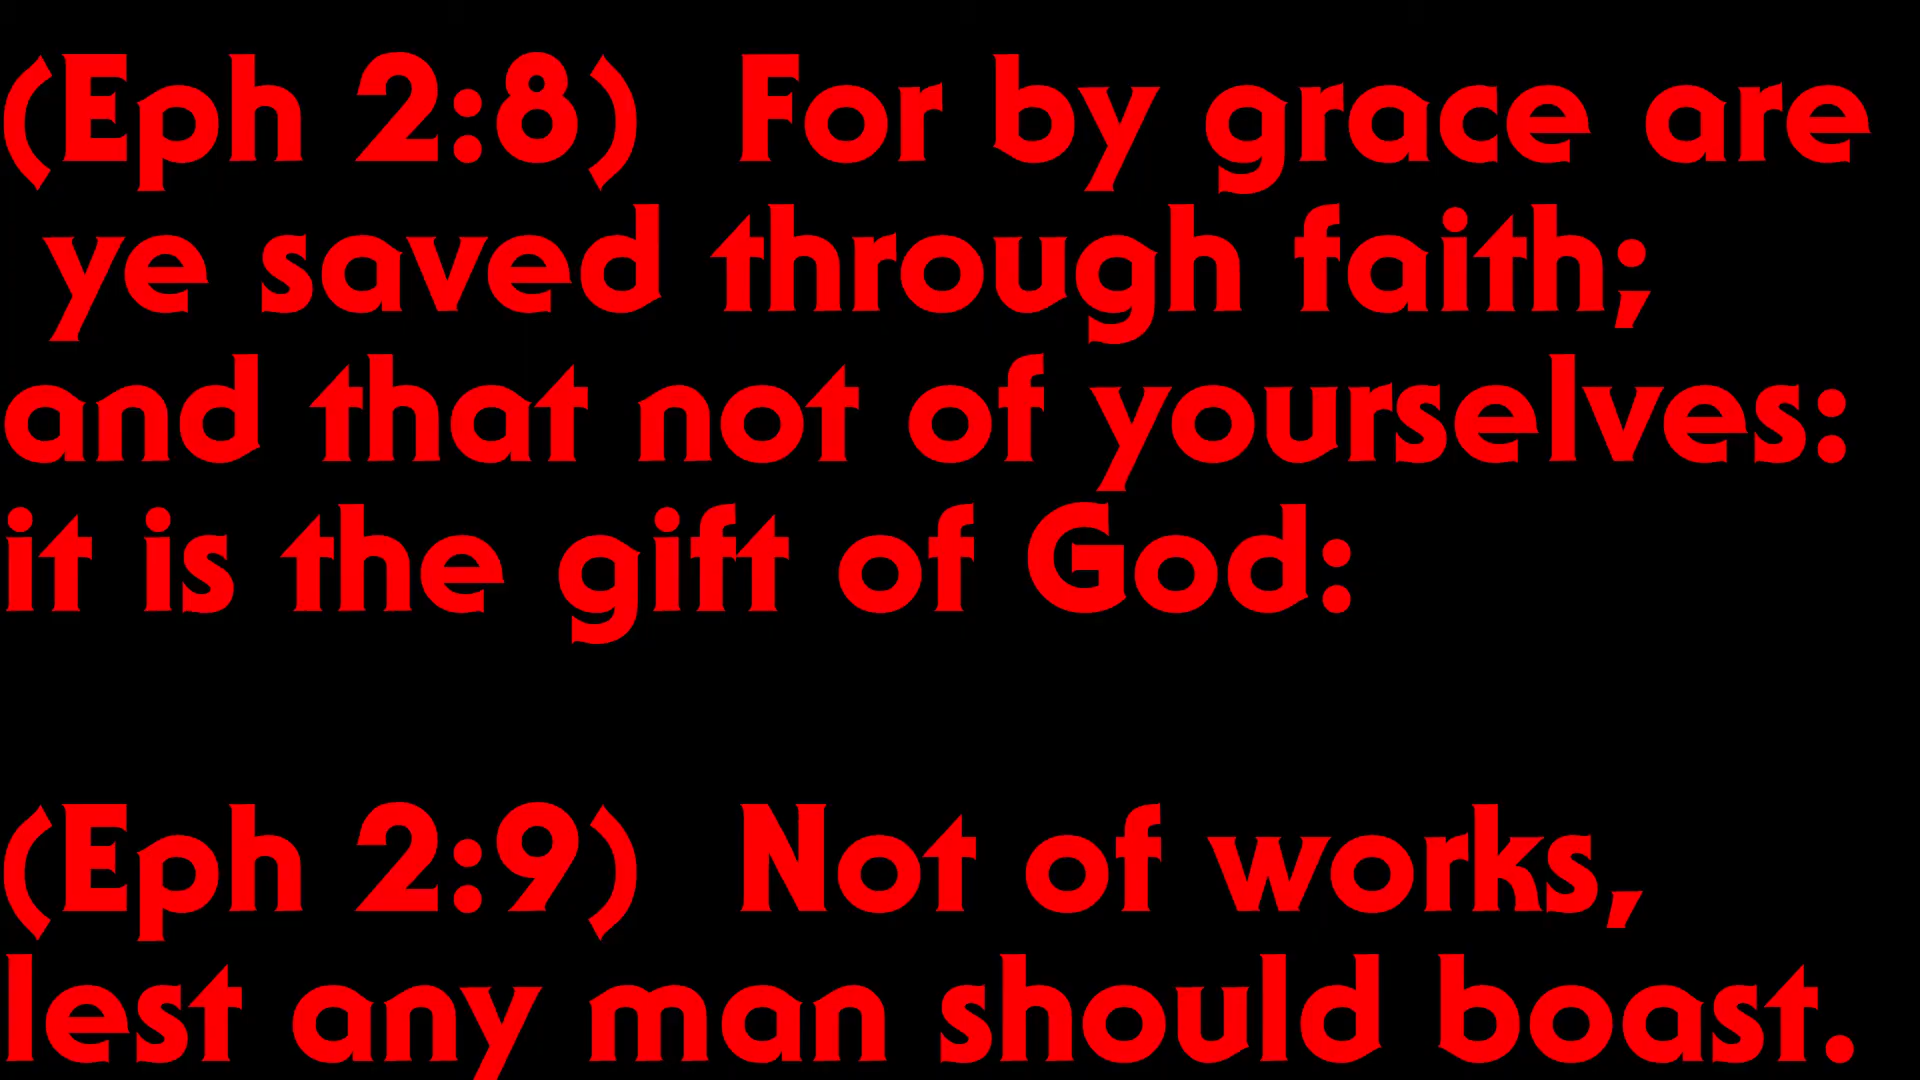 (Eph 2:8)  For by grace are
ye saved through faith;
and that not of yourselves:
it is the gift of God:
(Eph 2:9)  Not of works,
lest any man should boast.